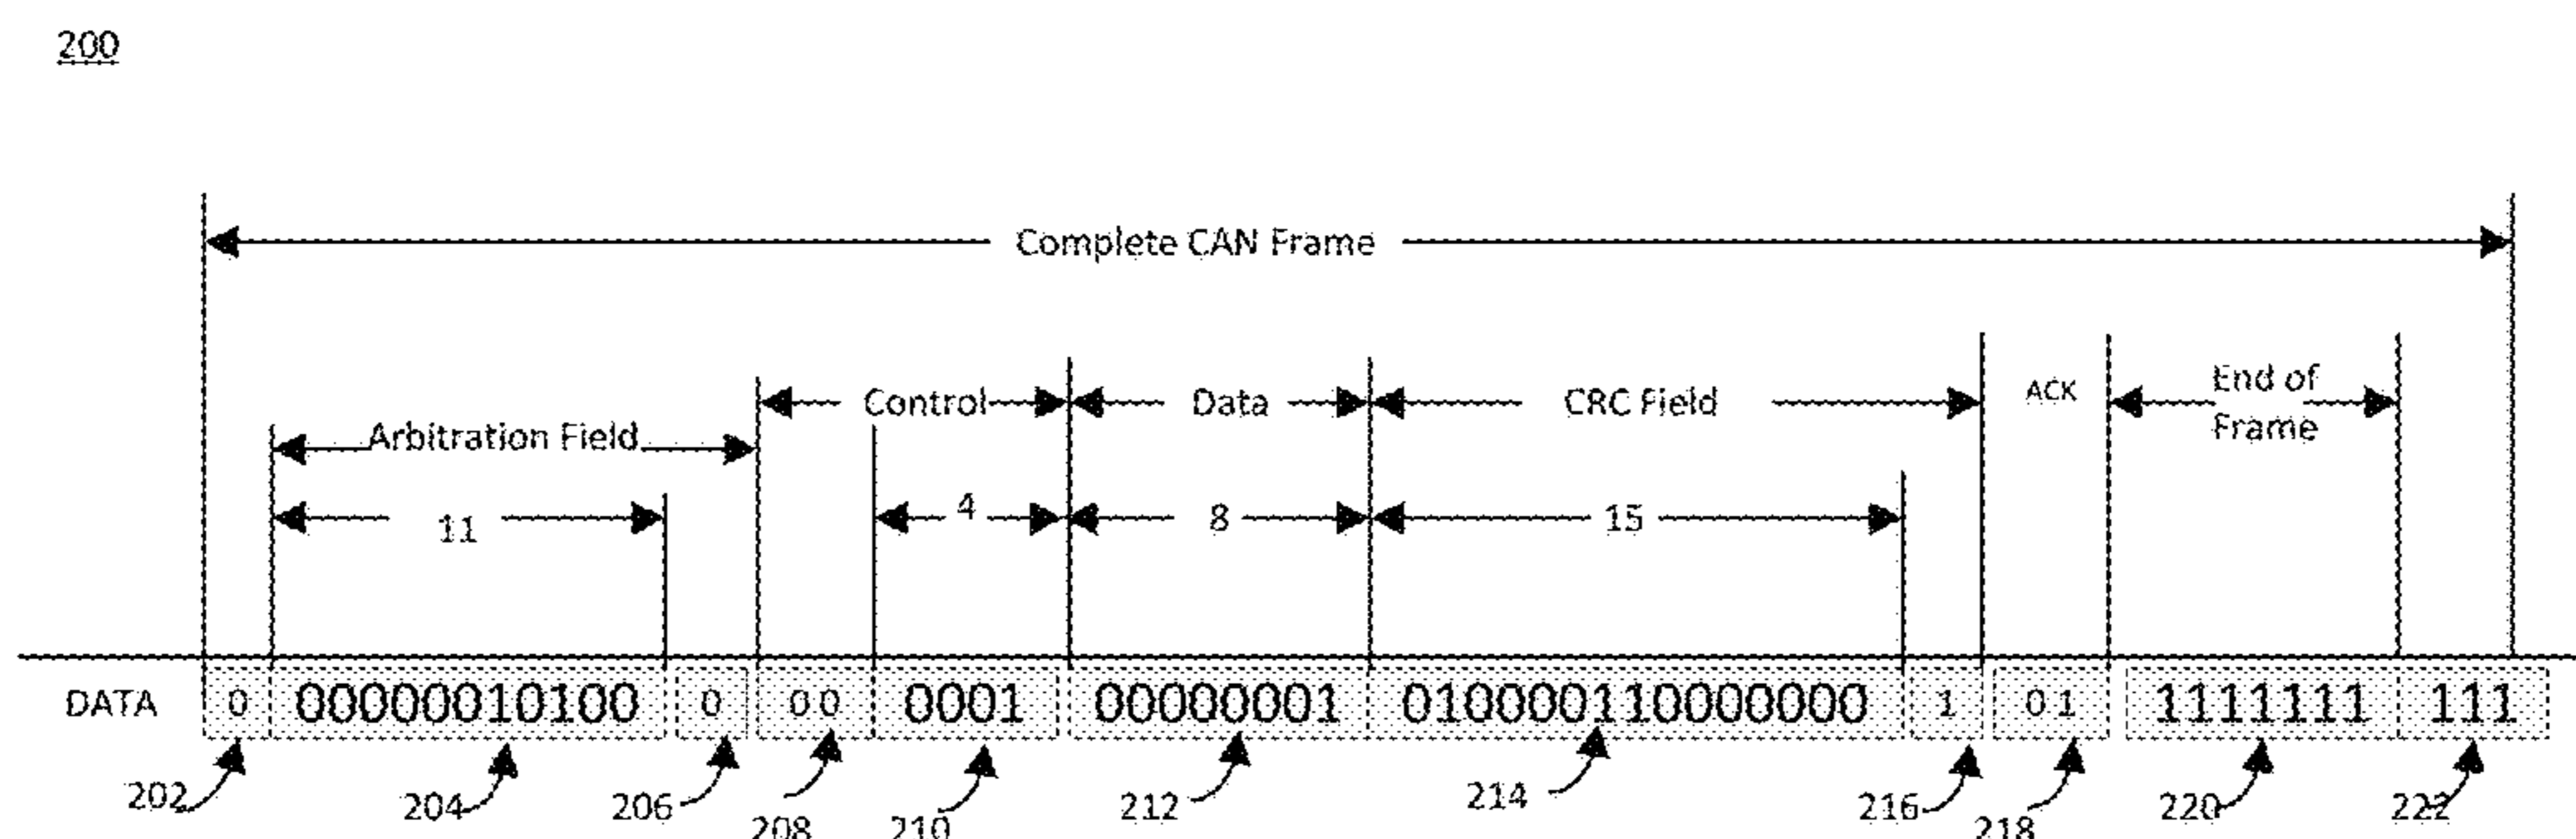 200
Complete CAN Frame
Arbitration Field
Control
Data
CRC Field
ACK
End of
Frame
11
4
8
15
DATA 0 00000010100 0 0 0 0001 00000001 010000110000000 1 0 1 1111111 111
202 204 206 208 210 212 214 216 218 220 222